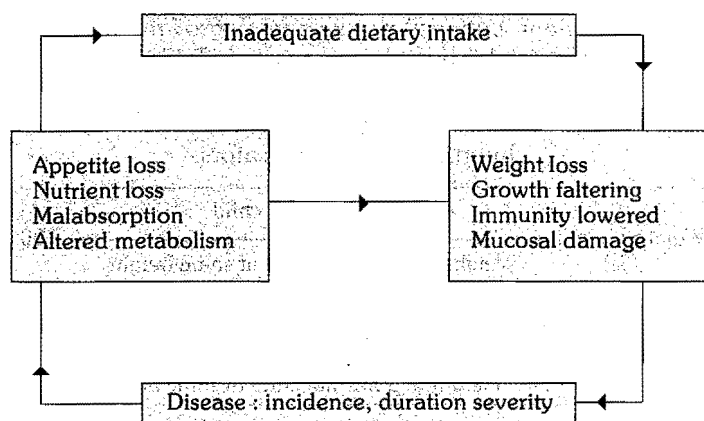 Inadequate dietary intake
Appetite loss
Nutrient loss
Malabsorption
Altered metabolism
Weight loss
Growth faltering
Immunity lowered
Mucosal damage
Disease : incidence, duration severity